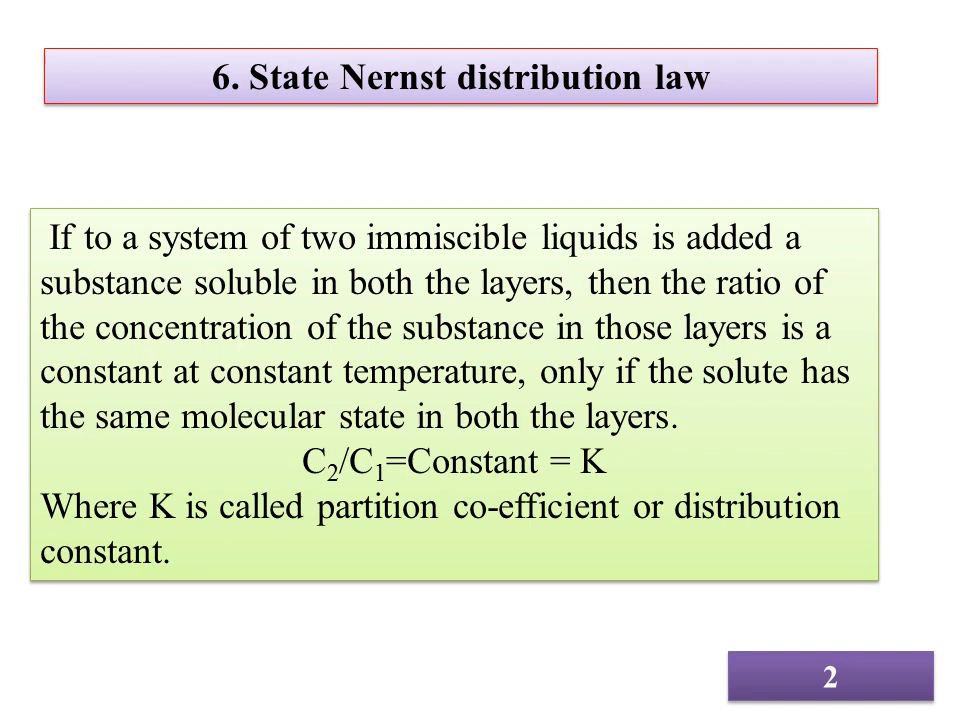 6. State Nernst distribution law
If to a system of two immiscible liquids is added a
substance soluble in both the layers, then the ratio of
the concentration of the substance in those layers is a
constant at constant temperature, only if the solute has
the same molecular state in both the layers.
C₂/C₁=Constant = K
Where K is called partition co-efficient or distribution
constant.
2